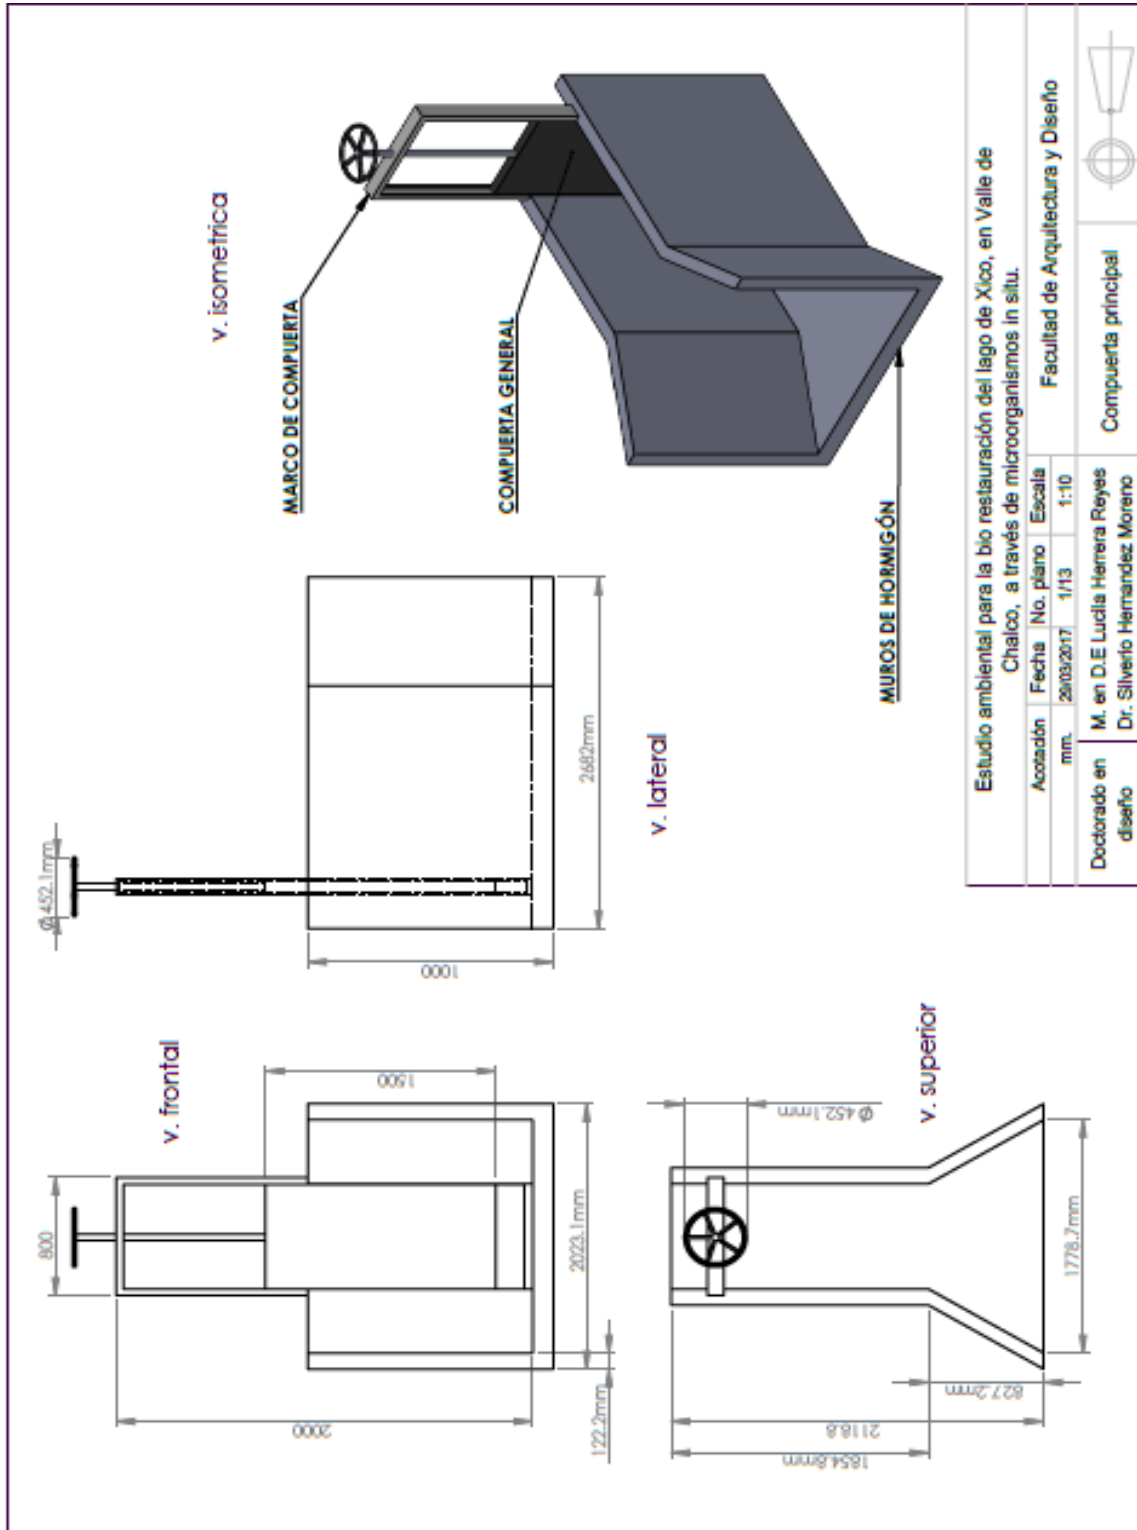 v. frontal
800
1500
2000
2023.1mm
122.2mm
Ø 452.1mm
1000
2682mm
v. lateral
v. superior
Ø 452.1mm
1778.7mm
827.2mm
2118.8
1854.8mm
v. isometrica
MARCO DE COMPUERTA
COMPUERTA GENERAL
MUROS DE HORMIGÓN
Estudio ambiental para la bio restauración del lago de Xico, en Valle de
Chalco, a través de microorganismos in situ.
Acotación Fecha No. plano Escala
mm. 29/03/2017 1/13 1:10
Facultad de Arquitectura y Diseño
Doctorado en
diseño
M. en D.E Lucila Herrera Reyes
Dr. Silverio Hernandez Moreno
Compuerta principal